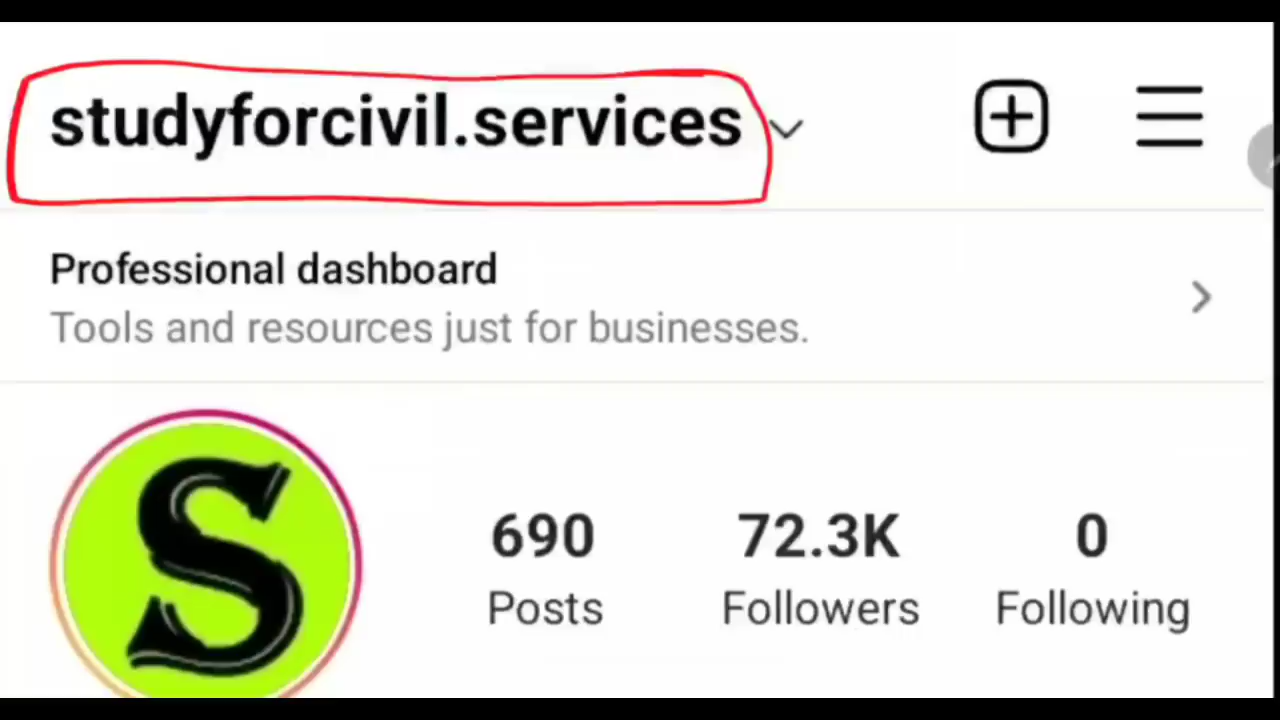 studyforcivil.services
Professional dashboard
Tools and resources just for businesses.
S
690 72.3K 0
Posts Followers Following